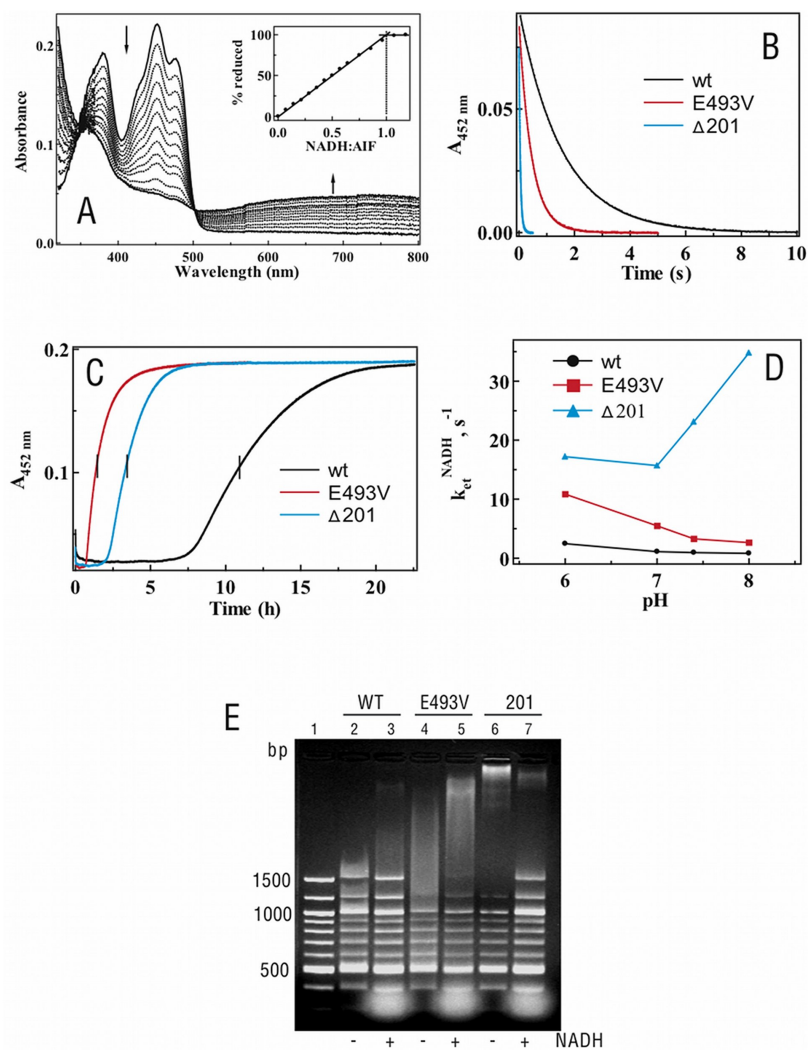 A
Absorbance
0.2
0.1
0.0
400
500
600
700
800
Wavelength (nm)
% reduced
100
50
0
0.0
0.5
1.0
NADH:AIF
B
A452 nm
0.05
0.00
0
2
4
6
8
10
Time (s)
wt
E493V
Δ201
C
A452 nm
0.2
0.1
0
5
10
15
20
Time (h)
wt
E493V
Δ201
D
ketNADH, s-1
35
30
25
20
15
10
5
0
6
7
8
pH
wt
E493V
Δ201
E
WT E493V 201
1 2 3 4 5 6 7
bp
1500
1000
500
- + - + - + NADH